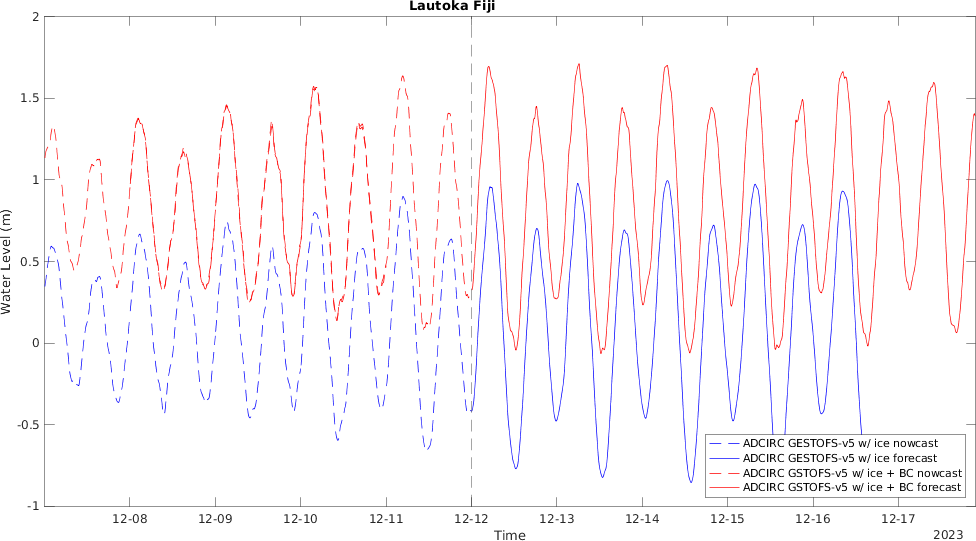 Lautoka Fiji
2
1.5
1
0.5
0
-0.5
-1
Water Level (m)
12-08 12-09 12-10 12-11 12-12 12-13 12-14 12-15 12-16 12-17
Time
2023
ADCIRC GESTOFS-v5 w/ ice nowcast
ADCIRC GESTOFS-v5 w/ ice forecast
ADCIRC GSTOFS-v5 w/ ice + BC nowcast
ADCIRC GSTOFS-v5 w/ ice + BC forecast